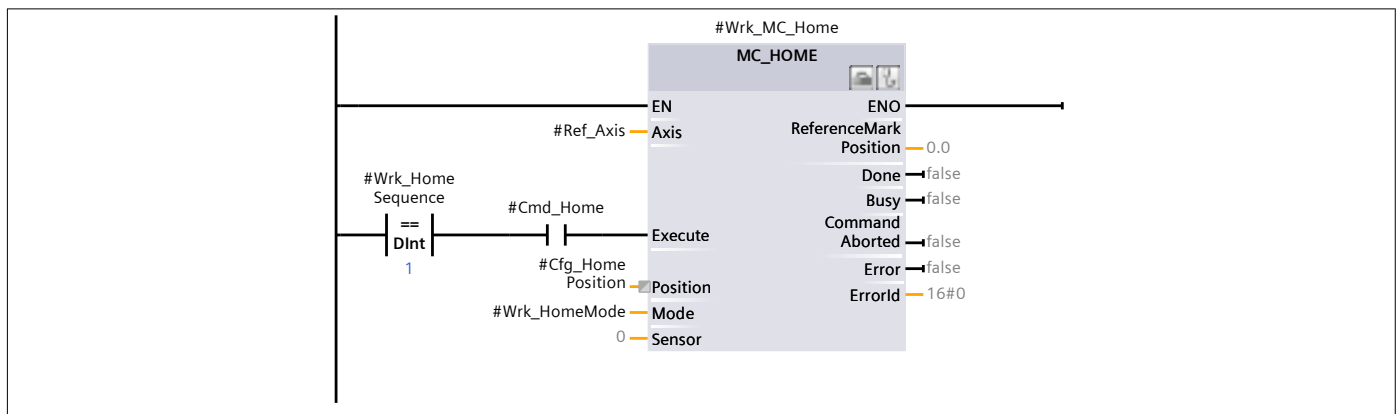 #Wrk_MC_Home
MC_HOME
EN
ENO
#Ref_Axis
Axis
ReferenceMark
Position
0.0
#Wrk_Home
Sequence
==
DInt
1
#Cmd_Home
Execute
Done
false
Busy
false
Command
Aborted
false
#Cfg_Home
Position
Position
Error
false
#Wrk_HomeMode
Mode
ErrorId
16#0
0
Sensor